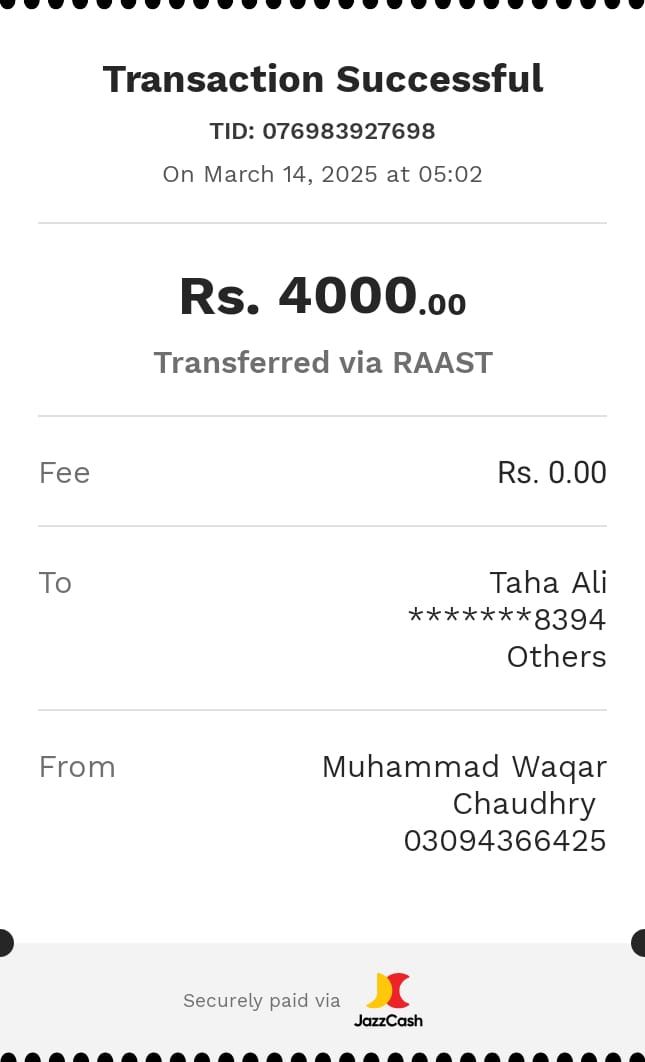 Transaction Successful
TID: 076983927698
On March 14, 2025 at 05:02
Rs. 4000.00
Transferred via RAAST
Fee Rs. 0.00
To Taha Ali
*******8394
Others
From Muhammad Waqar
Chaudhry
03094366425
Securely paid via JazzCash